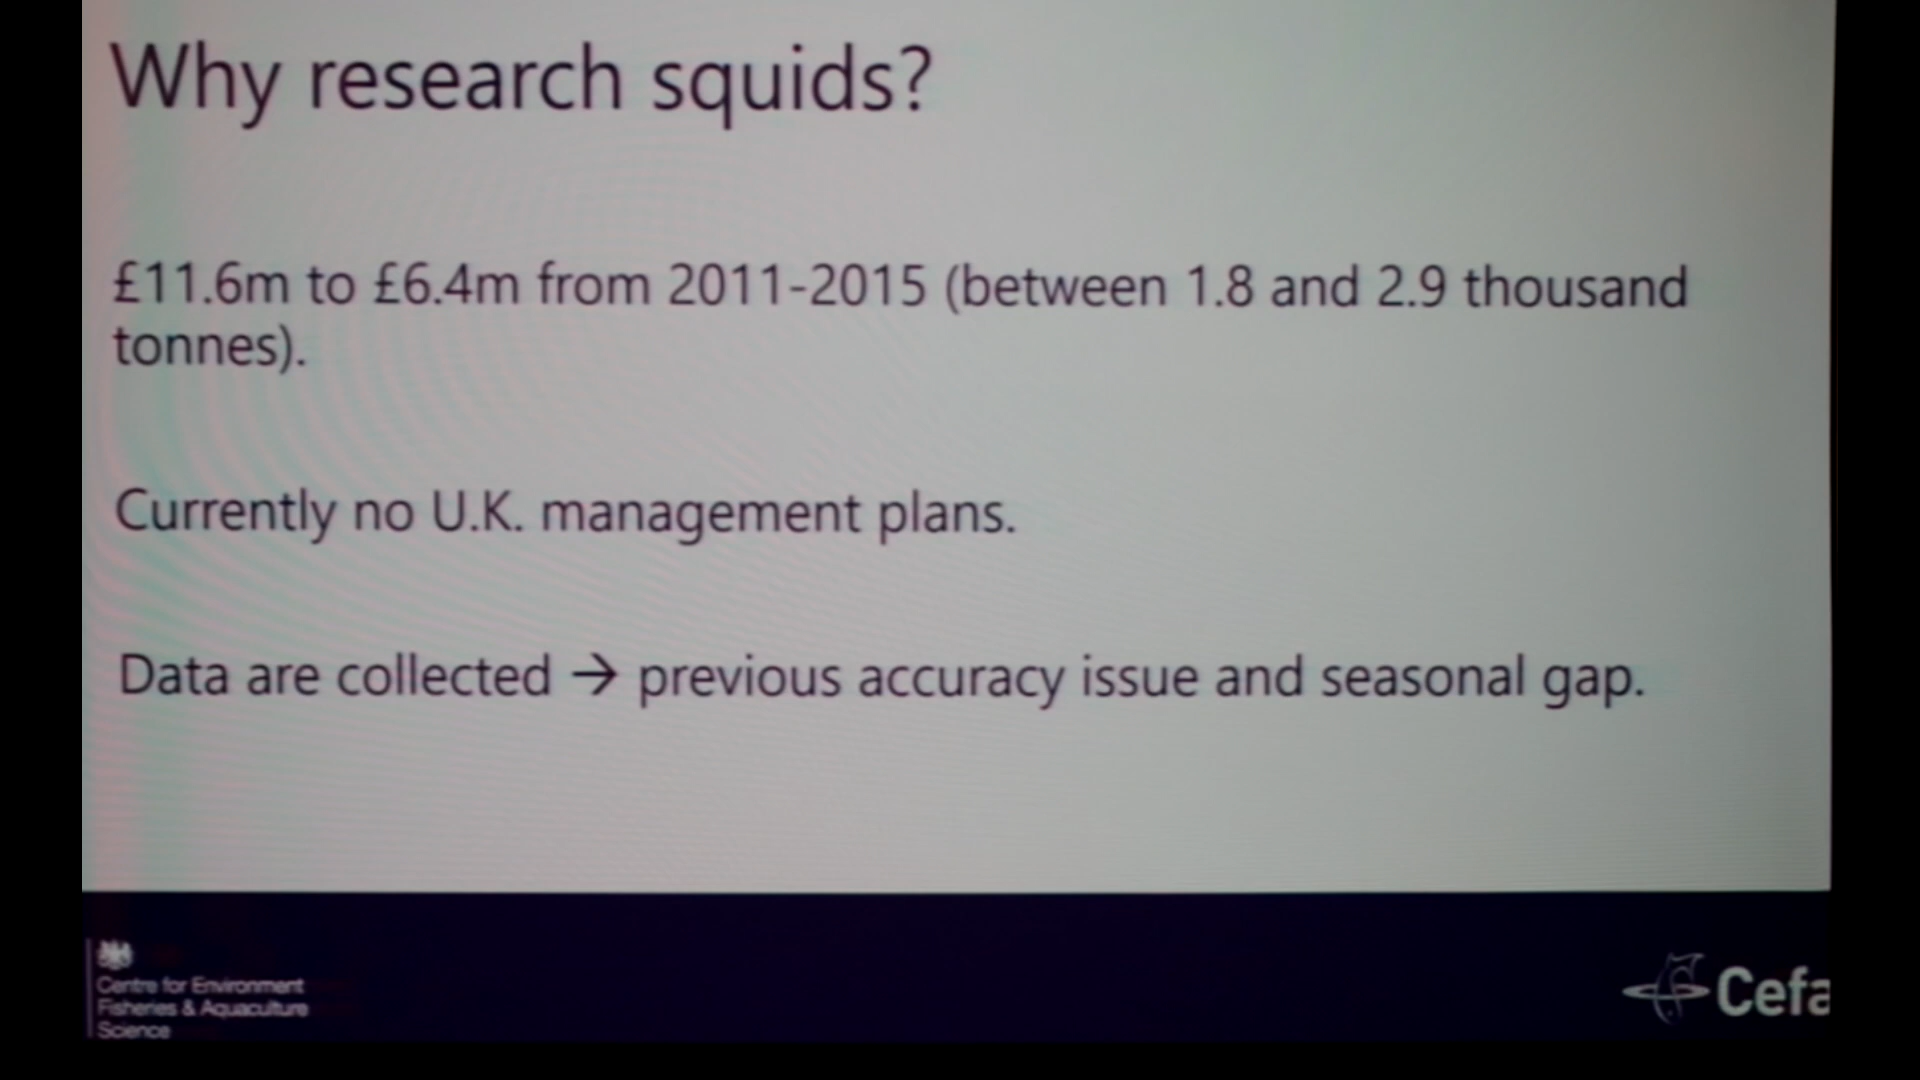 Why research squids?
£11.6m to £6.4m from 2011-2015 (between 1.8 and 2.9 thousand
tonnes).
Currently no U.K. management plans.
Data are collected → previous accuracy issue and seasonal gap.
Centre for Environment
Fisheries & Aquaculture
Science
Cefa